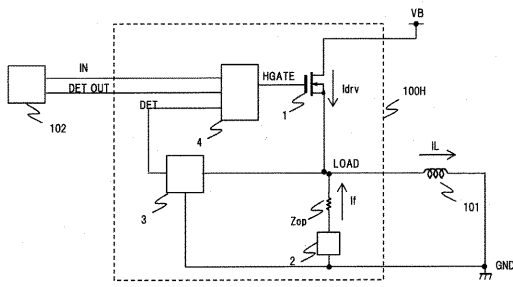 VB
IN
HGATE
DET OUT
1
Idrv
100H
102
DET
4
IL
LOAD
101
3
Zop
If
2
GND